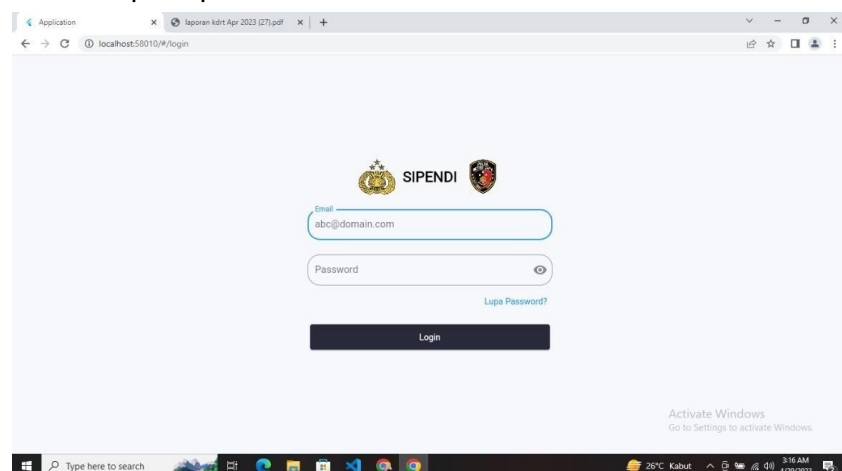 Application
laporan kdrt Apr 2023 (27).pdf
localhost:58010/#/login
SIPENDI
Email
abc@domain.com
Password
Lupa Password?
Login
Activate Windows
Go to Settings to activate Windows.
Type here to search
26°C Kabut
3:16 AM